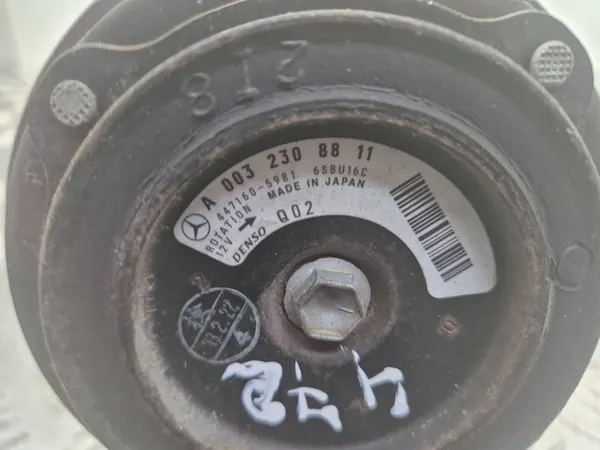 218
A 003 230 88 11
447160-5981 6SBU16C
ROTATION → MADE IN JAPAN
12V DENSO Q02